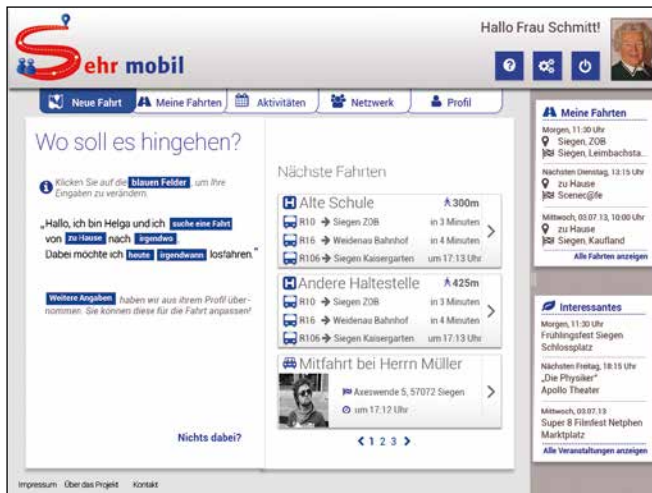 Sehr mobil
Hallo Frau Schmitt!
Neue Fahrt
Meine Fahrten
Aktivitäten
Netzwerk
Profil
Wo soll es hingehen?
Klicken Sie auf die blauen Felder, um Ihre
Eingaben zu verändern.
„Hallo, ich bin Helga und ich suche eine Fahrt
von zu Hause nach irgendwo
Dabei möchte ich heute irgendwann losfahren."
Weitere Angaben haben wir aus ihrem Profil über-
nommen. Sie können diese für die Fahrt anpassen!
Nichts dabei?
Nächste Fahrten
H Alte Schule 300m
R10 → Siegen ZOB in 3 Minuten
R16 → Weidenau Bahnhof in 4 Minuten
R106 → Siegen Kaisergarten um 17:13 Uhr
H Andere Haltestelle 425m
R10 → Siegen ZOB in 3 Minuten
R16 → Weidenau Bahnhof in 4 Minuten
R106 → Siegen Kaisergarten um 17:13 Uhr
Mitfahrt bei Herrn Müller
Axeswende 5, 57072 Siegen
um 17:12 Uhr
< 1 2 3 >
Meine Fahrten
Morgen, 11:30 Uhr
Siegen, ZOB
Siegen, Leimbachsta...
Nächsten Dienstag, 13:15 Uhr
zu Hause
Scenec@fe
Mittwoch, 03.07.13, 10:00 Uhr
zu Hause
Siegen, Kaufland
Alle Fahrten anzeigen
Interessantes
Morgen, 11:30 Uhr
Frühlingsfest Siegen
Schlossplatz
Nächsten Freitag, 18:15 Uhr
„Die Physiker"
Apollo Theater
Mittwoch, 03.07.13
Super 8 Filmfest Netphen
Marktplatz
Alle Veranstaltungen anzeigen
Impressum Über das Projekt Kontakt